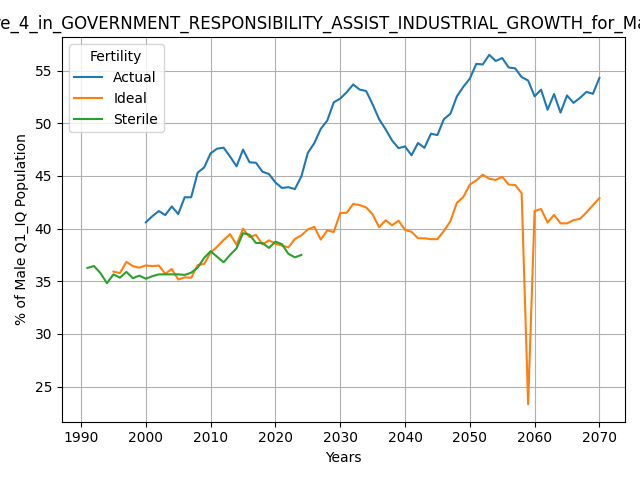 e_4_in_GOVERNMENT_RESPONSIBILITY_ASSIST_INDUSTRIAL_GROWTH_for_Ma
Fertility
Actual
Ideal
Sterile
% of Male Q1_IQ Population
55
50
45
40
35
30
25
1990 2000 2010 2020 2030 2040 2050 2060 2070
Years